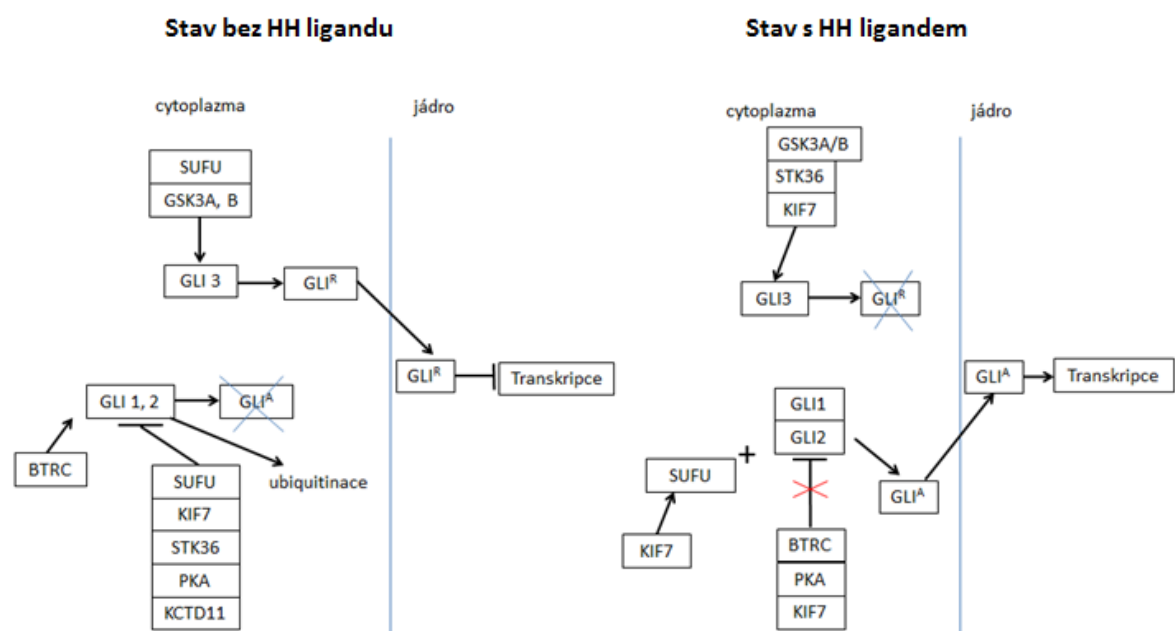 Stav bez HH ligandu
cytoplazma
jádro
SUFU
GSK3A, B
GLI 3
GLIᴿ
GLIᴿ
Transkripce
GLI 1, 2
GLIᴬ
BTRC
ubiquitinace
SUFU
KIF7
STK36
PKA
KCTD11
Stav s HH ligandem
cytoplazma
jádro
GSK3A/B
STK36
KIF7
GLI3
GLIᴿ
GLIᴬ
Transkripce
GLI1
GLI2
+
SUFU
GLIᴬ
KIF7
BTRC
PKA
KIF7